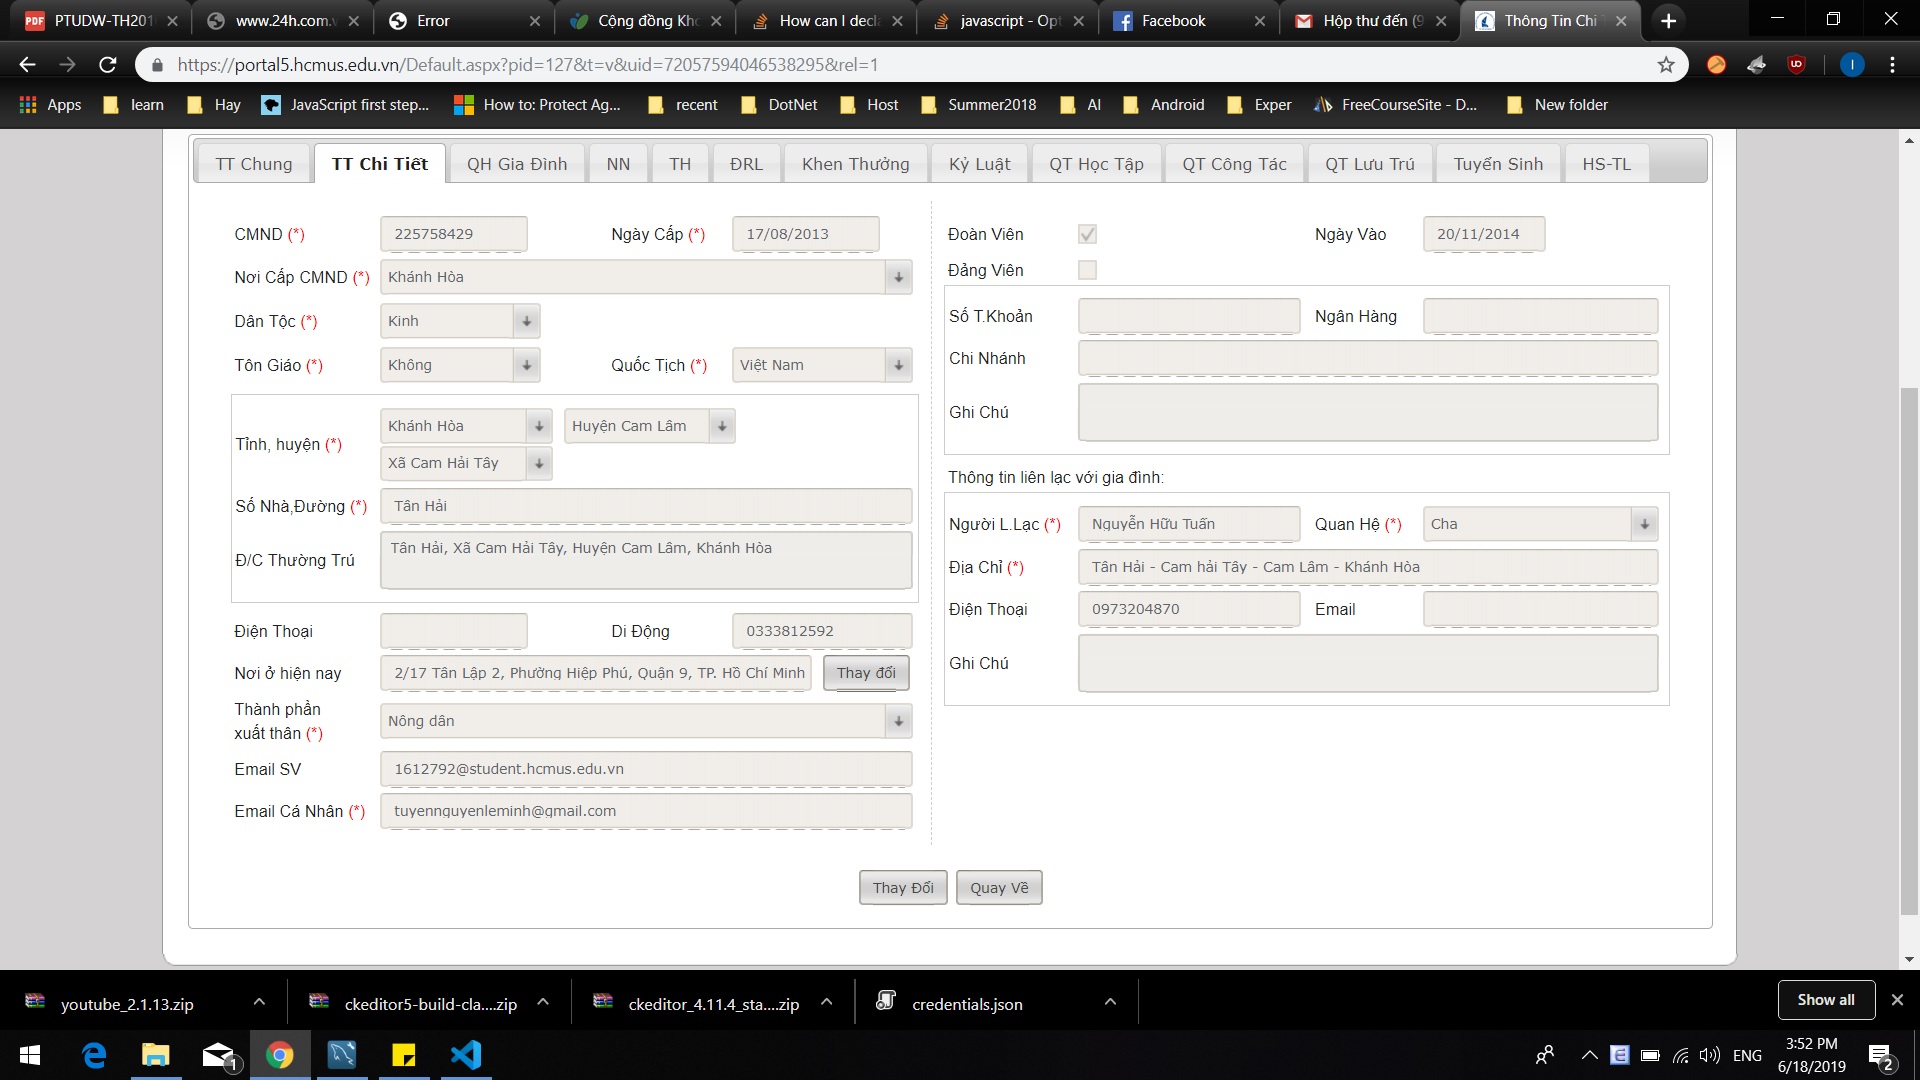 PTUDW-TH201
www.24h.com.v
Error
Cộng đồng Kho
How can I decla
javascript - Opt
Facebook
Hộp thư đến (9
Thông Tin Chi T
https://portal5.hcmus.edu.vn/Default.aspx?pid=127&t=v&uid=72057594046538295&rel=1
Apps learn Hay JavaScript first step... How to: Protect Ag... recent DotNet Host Summer2018 AI Android Exper FreeCourseSite - D... New folder
TT Chung TT Chi Tiết QH Gia Đình NN TH ĐRL Khen Thưởng Kỷ Luật QT Học Tập QT Công Tác QT Lưu Trú Tuyển Sinh HS-TL
CMND (*) 225758429 Ngày Cấp (*) 17/08/2013
Nơi Cấp CMND (*) Khánh Hòa
Dân Tộc (*) Kinh
Tôn Giáo (*) Không Quốc Tịch (*) Việt Nam
Tỉnh, huyện (*) Khánh Hòa Huyện Cam Lâm
Xã Cam Hải Tây
Số Nhà,Đường (*) Tân Hải
Đ/C Thường Trú Tân Hải, Xã Cam Hải Tây, Huyện Cam Lâm, Khánh Hòa
Điện Thoại Di Động 0333812592
Nơi ở hiện nay 2/17 Tân Lập 2, Phường Hiệp Phú, Quận 9, TP. Hồ Chí Minh Thay đổi
Thành phần
xuất thân (*) Nông dân
Email SV 1612792@student.hcmus.edu.vn
Email Cá Nhân (*) tuyennguyenleminh@gmail.com
Đoàn Viên Ngày Vào 20/11/2014
Đảng Viên
Số T.Khoản Ngân Hàng
Chi Nhánh
Ghi Chú
Thông tin liên lạc với gia đình:
Người L.Lạc (*) Nguyễn Hữu Tuấn Quan Hệ (*) Cha
Địa Chỉ (*) Tân Hải - Cam hải Tây - Cam Lâm - Khánh Hòa
Điện Thoại 0973204870 Email
Ghi Chú
Thay Đổi Quay Về
youtube_2.1.13.zip ckeditor5-build-cla....zip ckeditor_4.11.4_sta....zip credentials.json Show all
1 ENG 3:52 PM
6/18/2019 2